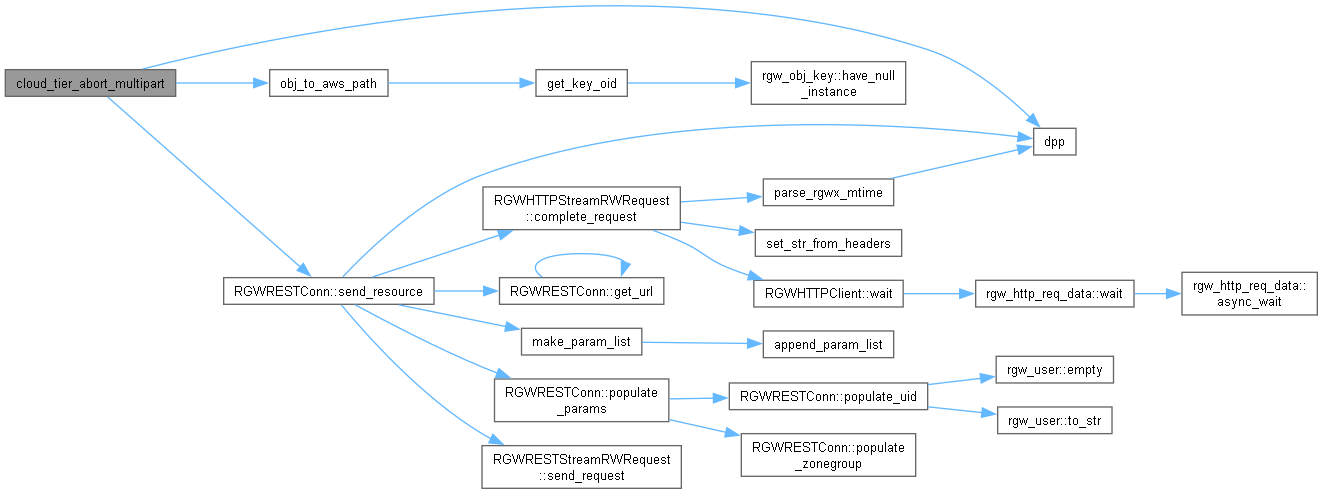 cloud_tier_abort_multipart
obj_to_aws_path
get_key_oid
rgw_obj_key::have_null
_instance
dpp
RGWRESTConn::send_resource
RGWHTTPStreamRWRequest
::complete_request
parse_rgwx_mtime
set_str_from_headers
RGWHTTPClient::wait
rgw_http_req_data::wait
rgw_http_req_data::
async_wait
RGWRESTConn::get_url
make_param_list
append_param_list
RGWRESTConn::populate
_params
RGWRESTConn::populate_uid
rgw_user::empty
rgw_user::to_str
RGWRESTConn::populate
_zonegroup
RGWRESTStreamRWRequest
::send_request